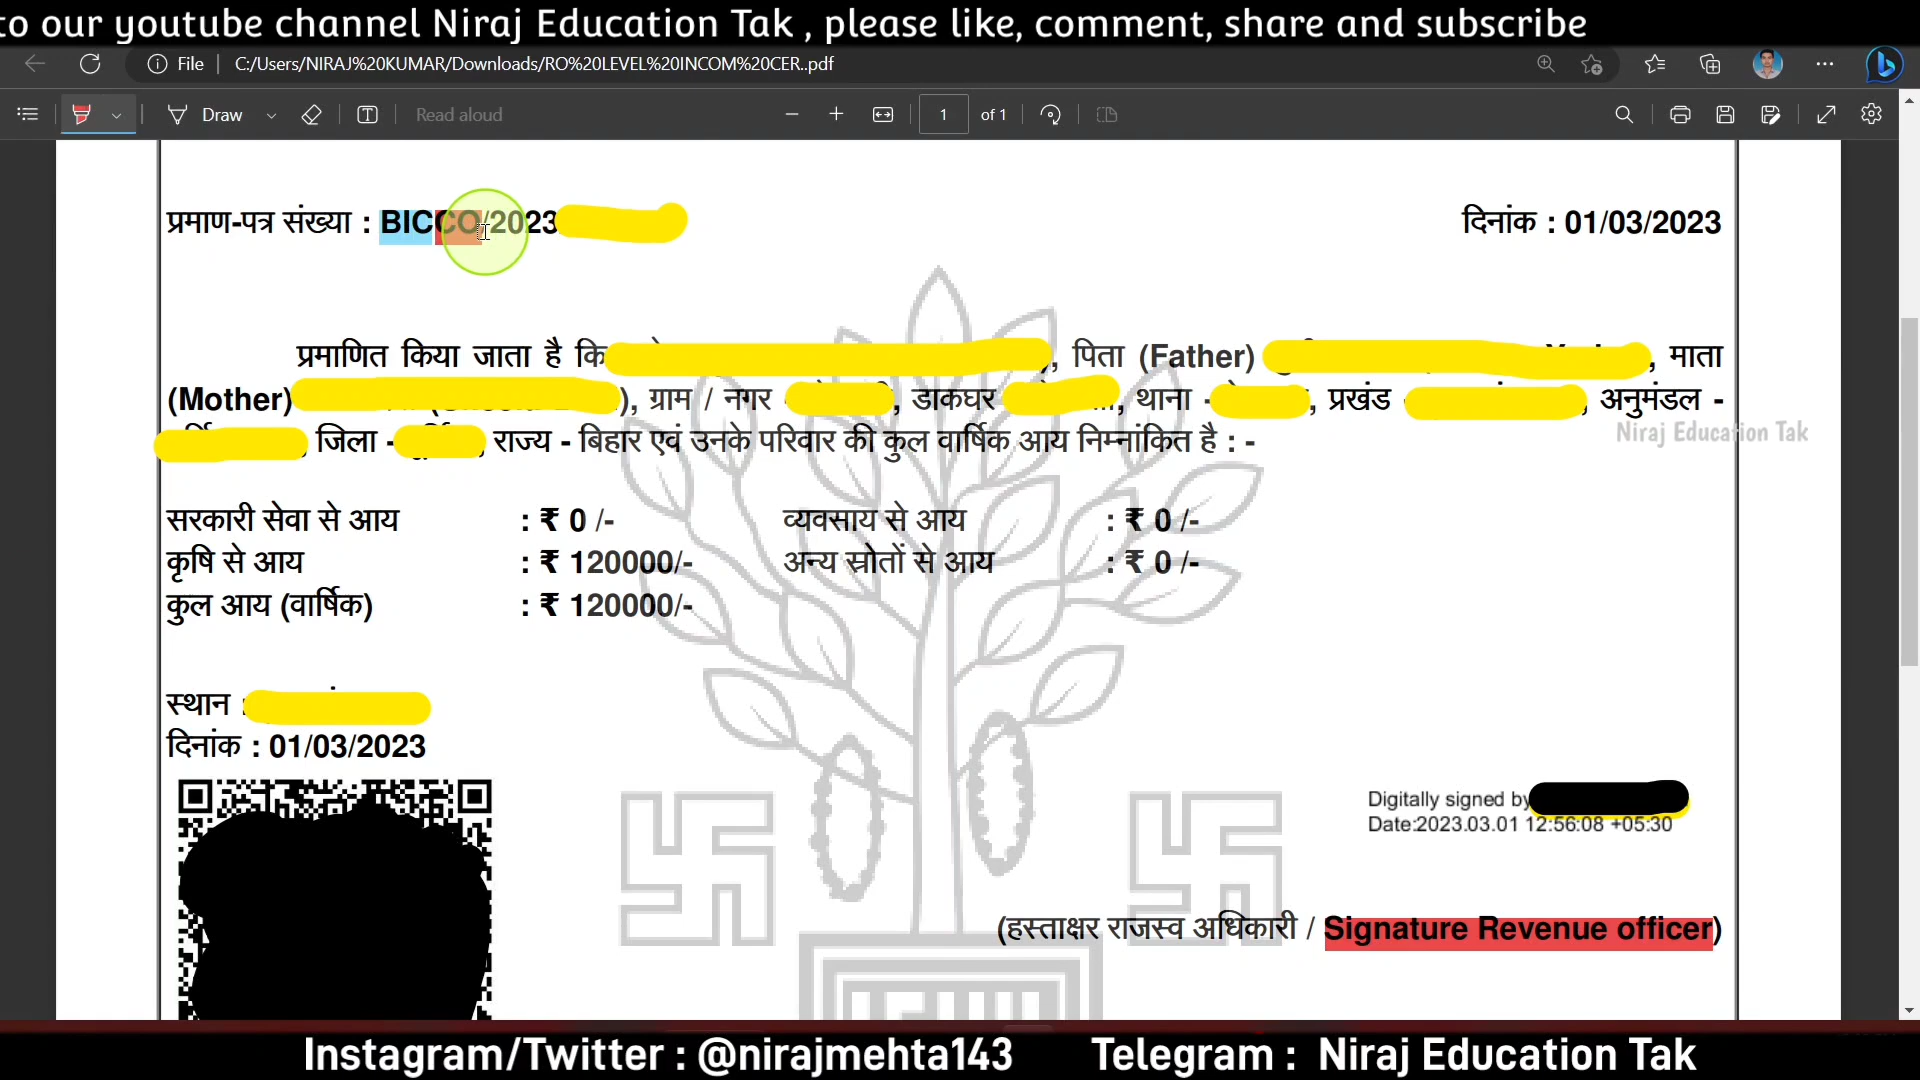 to our youtube channel Niraj Education Tak , please like, comment, share and subscribe
File C:/Users/NIRAJ%20KUMAR/Downloads/RO%20LEVEL%20INCOM%20CER..pdf
Draw Read aloud 1 of 1
प्रमाण-पत्र संख्या : BICCO/2023 दिनांक : 01/03/2023
प्रमाणित किया जाता है कि , पिता (Father) , माता
(Mother) ), ग्राम / नगर - , डाकघर , थाना - , प्रखंड , अनुमंडल -
जिला - , राज्य - बिहार एवं उनके परिवार की कुल वार्षिक आय निम्नांकित है : -
Niraj Education Tak
सरकारी सेवा से आय : ₹ 0 /- व्यवसाय से आय : ₹ 0 /-
कृषि से आय : ₹ 120000/- अन्य स्रोतों से आय : ₹ 0 /-
कुल आय (वार्षिक) : ₹ 120000/-
स्थान :
दिनांक : 01/03/2023
Digitally signed by
Date:2023.03.01 12:56:08 +05:30
(हस्ताक्षर राजस्व अधिकारी / Signature Revenue officer)
Instagram/Twitter : @nirajmehta143 Telegram : Niraj Education Tak